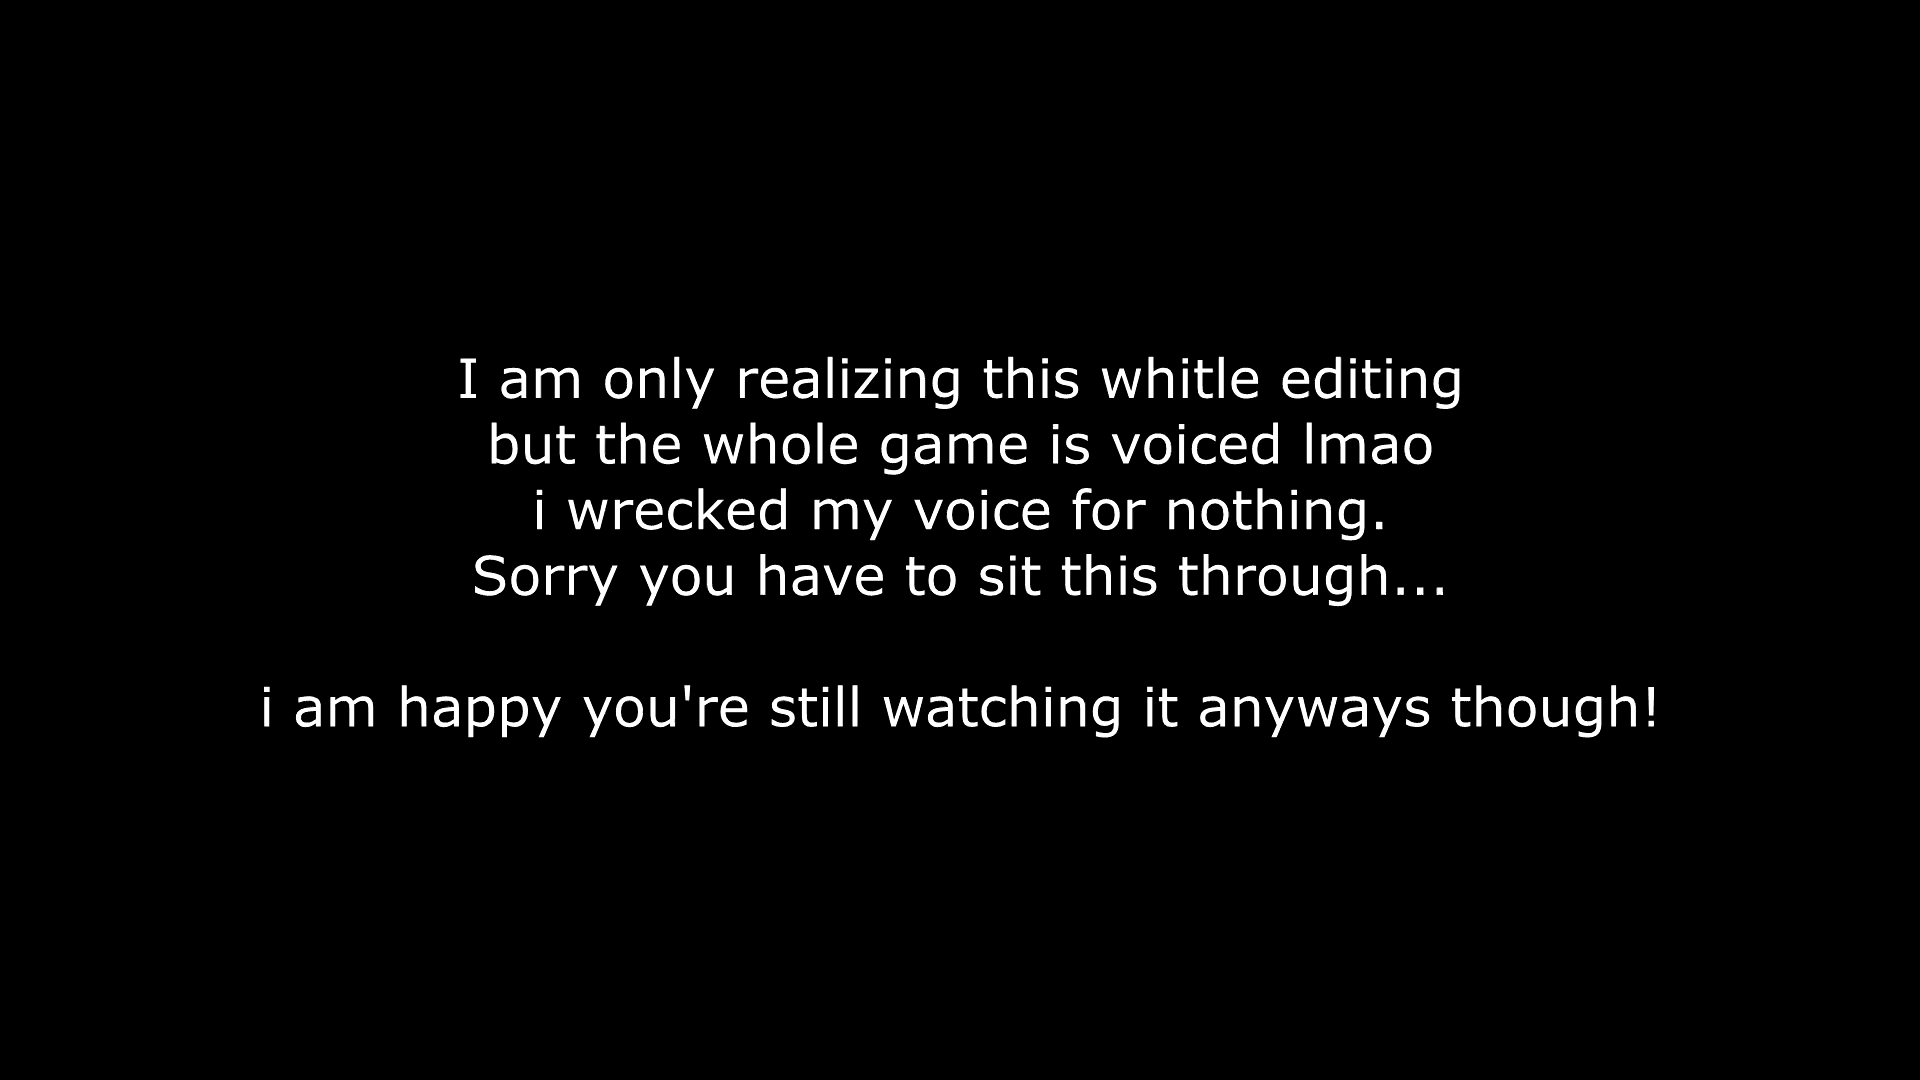 I am only realizing this whitle editing
but the whole game is voiced lmao
i wrecked my voice for nothing.
Sorry you have to sit this through...
i am happy you're still watching it anyways though!